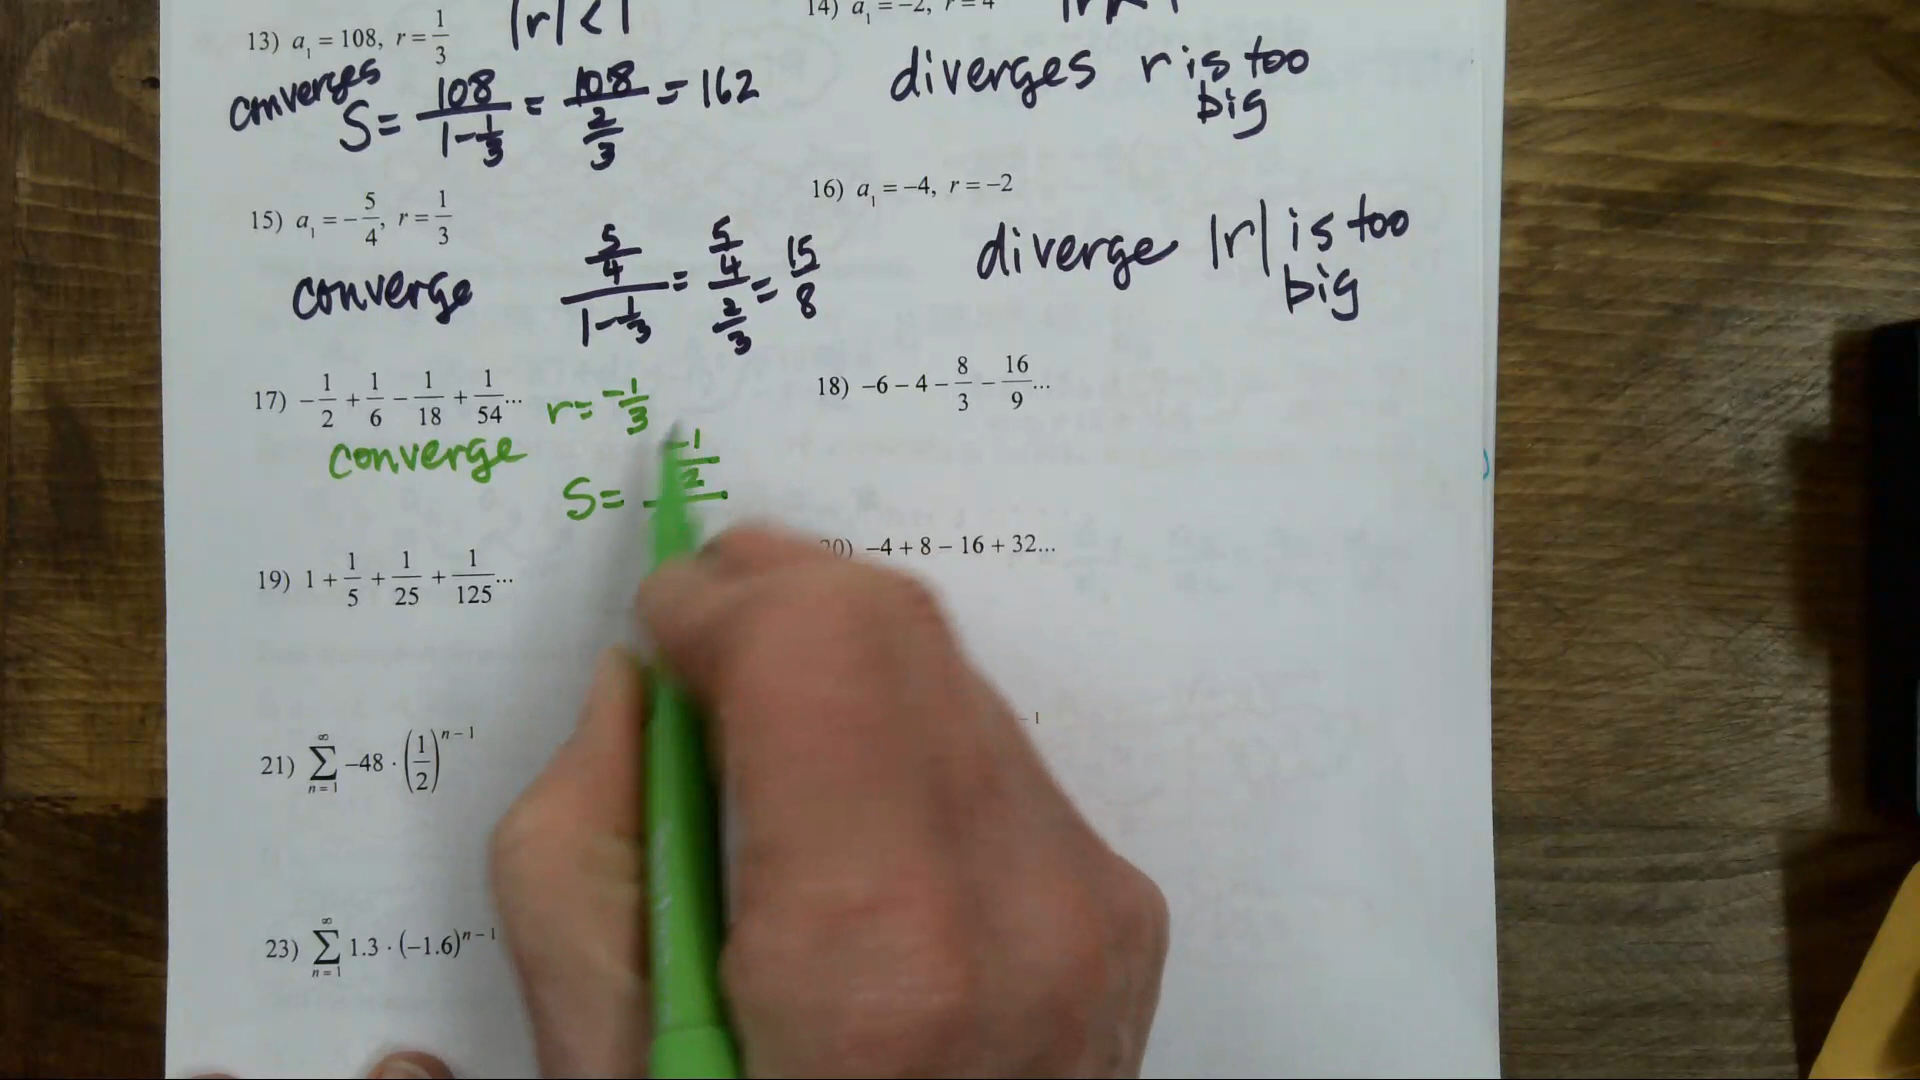 13) a₁ = 108, r = 1/3 |r| < 1
converges S = 108/(1 - 1/3) = 108/(2/3) = 162
14) a₁ = -2, r = 4
diverges r is too
big
15) a₁ = -5/4, r = 1/3
converge (5/4)/(1 - 1/3) = (5/4)/(2/3) = 15/8
16) a₁ = -4, r = -2
diverge |r| is too
big
17) -1/2 + 1/6 - 1/18 + 1/54... r = -1/3
converge
S = -1/2
18) -6 - 4 - 8/3 - 16/9...
19) 1 + 1/5 + 1/25 + 1/125...
20) -4 + 8 - 16 + 32...
21) ∞ ∑ n = 1 -48 · (1/2)ⁿ⁻¹
- 1
23) ∞ ∑ n = 1 1.3 · (-1.6)ⁿ⁻¹